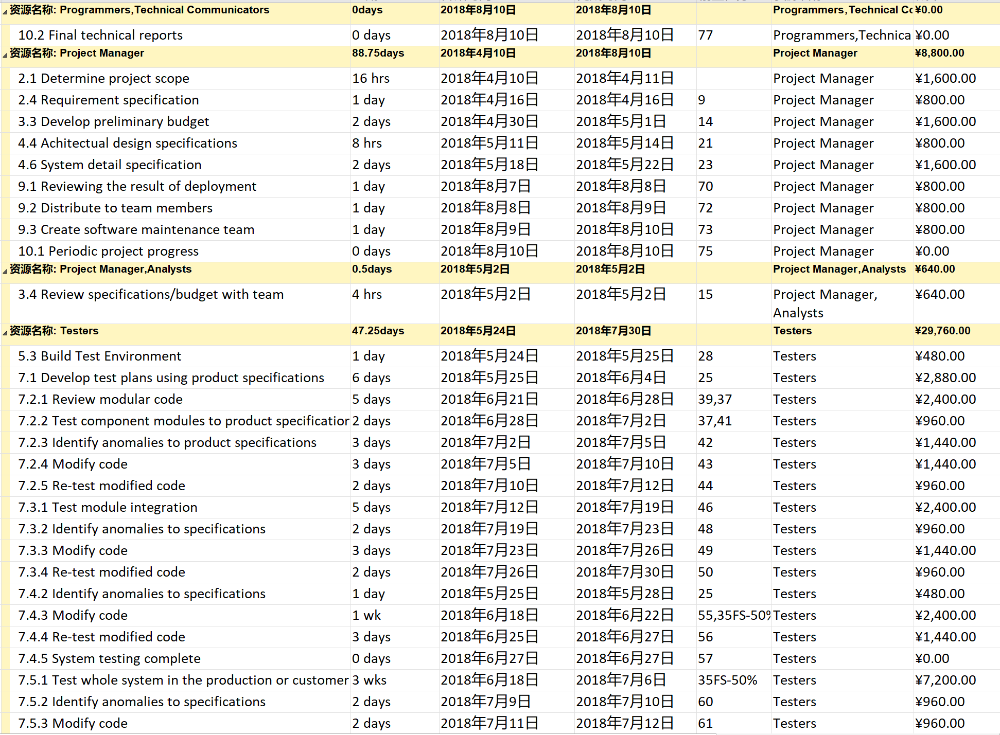 资源名称: Programmers,Technical Communicators 0days 2018年8月10日 2018年8月10日 Programmers,Technical Cc ¥0.00
10.2 Final technical reports 0 days 2018年8月10日 2018年8月10日 77 Programmers,Technica ¥0.00
资源名称: Project Manager 88.75days 2018年4月10日 2018年8月10日 Project Manager ¥8,800.00
2.1 Determine project scope 16 hrs 2018年4月10日 2018年4月11日 Project Manager ¥1,600.00
2.4 Requirement specification 1 day 2018年4月16日 2018年4月16日 9 Project Manager ¥800.00
3.3 Develop preliminary budget 2 days 2018年4月30日 2018年5月1日 14 Project Manager ¥1,600.00
4.4 Achitectual design specifications 8 hrs 2018年5月11日 2018年5月14日 21 Project Manager ¥800.00
4.6 System detail specification 2 days 2018年5月18日 2018年5月22日 23 Project Manager ¥1,600.00
9.1 Reviewing the result of deployment 1 day 2018年8月7日 2018年8月8日 70 Project Manager ¥800.00
9.2 Distribute to team members 1 day 2018年8月8日 2018年8月9日 72 Project Manager ¥800.00
9.3 Create software maintenance team 1 day 2018年8月9日 2018年8月10日 73 Project Manager ¥800.00
10.1 Periodic project progress 0 days 2018年8月10日 2018年8月10日 75 Project Manager ¥0.00
资源名称: Project Manager,Analysts 0.5days 2018年5月2日 2018年5月2日 Project Manager,Analysts ¥640.00
3.4 Review specifications/budget with team 4 hrs 2018年5月2日 2018年5月2日 15 Project Manager, ¥640.00
Analysts
资源名称: Testers 47.25days 2018年5月24日 2018年7月30日 Testers ¥29,760.00
5.3 Build Test Environment 1 day 2018年5月24日 2018年5月25日 28 Testers ¥480.00
7.1 Develop test plans using product specifications 6 days 2018年5月25日 2018年6月4日 25 Testers ¥2,880.00
7.2.1 Review modular code 5 days 2018年6月21日 2018年6月28日 39,37 Testers ¥2,400.00
7.2.2 Test component modules to product specification 2 days 2018年6月28日 2018年7月2日 37,41 Testers ¥960.00
7.2.3 Identify anomalies to product specifications 3 days 2018年7月2日 2018年7月5日 42 Testers ¥1,440.00
7.2.4 Modify code 3 days 2018年7月5日 2018年7月10日 43 Testers ¥1,440.00
7.2.5 Re-test modified code 2 days 2018年7月10日 2018年7月12日 44 Testers ¥960.00
7.3.1 Test module integration 5 days 2018年7月12日 2018年7月19日 46 Testers ¥2,400.00
7.3.2 Identify anomalies to specifications 2 days 2018年7月19日 2018年7月23日 48 Testers ¥960.00
7.3.3 Modify code 3 days 2018年7月23日 2018年7月26日 49 Testers ¥1,440.00
7.3.4 Re-test modified code 2 days 2018年7月26日 2018年7月30日 50 Testers ¥960.00
7.4.2 Identify anomalies to specifications 1 day 2018年5月25日 2018年5月28日 25 Testers ¥480.00
7.4.3 Modify code 1 wk 2018年6月18日 2018年6月22日 55,35FS-50% Testers ¥2,400.00
7.4.4 Re-test modified code 3 days 2018年6月25日 2018年6月27日 56 Testers ¥1,440.00
7.4.5 System testing complete 0 days 2018年6月27日 2018年6月27日 57 Testers ¥0.00
7.5.1 Test whole system in the production or customer 3 wks 2018年6月18日 2018年7月6日 35FS-50% Testers ¥7,200.00
7.5.2 Identify anomalies to specifications 2 days 2018年7月9日 2018年7月10日 60 Testers ¥960.00
7.5.3 Modify code 2 days 2018年7月11日 2018年7月12日 61 Testers ¥960.00